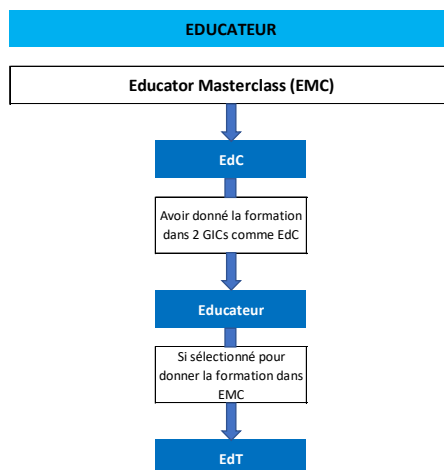 EDUCATEUR
Educator Masterclass (EMC)
EdC
Avoir donné la formation
dans 2 GICs comme EdC
Educateur
Si sélectionné pour
donner la formation dans
EMC
EdT